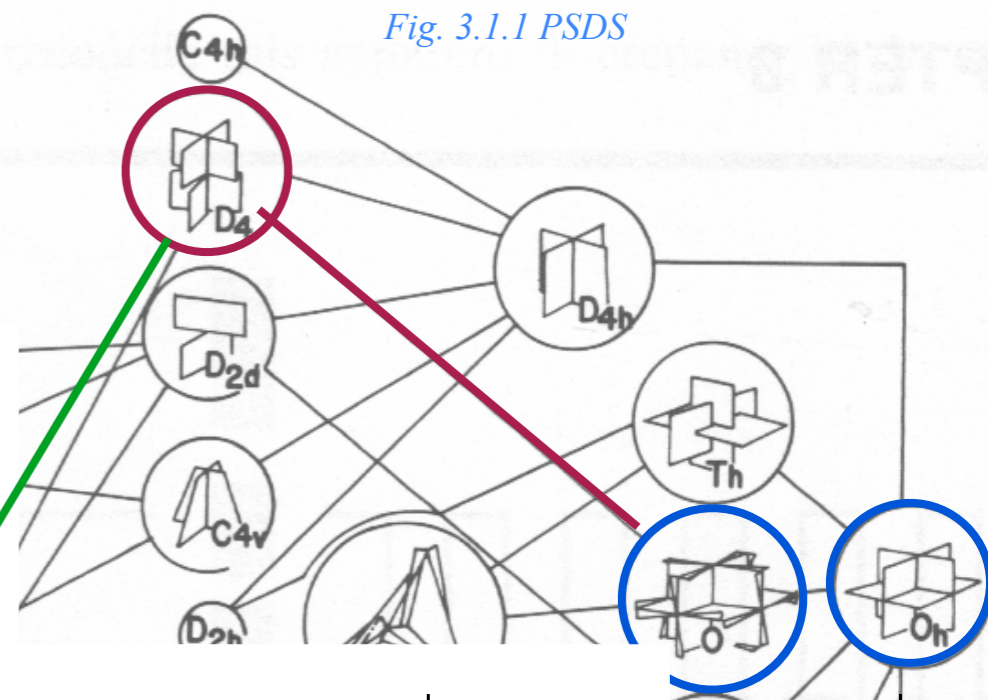 Fig. 3.1.1 PSDS
C4h
D4
D4h
D2d
Th
C4v
D2h
O
Oh